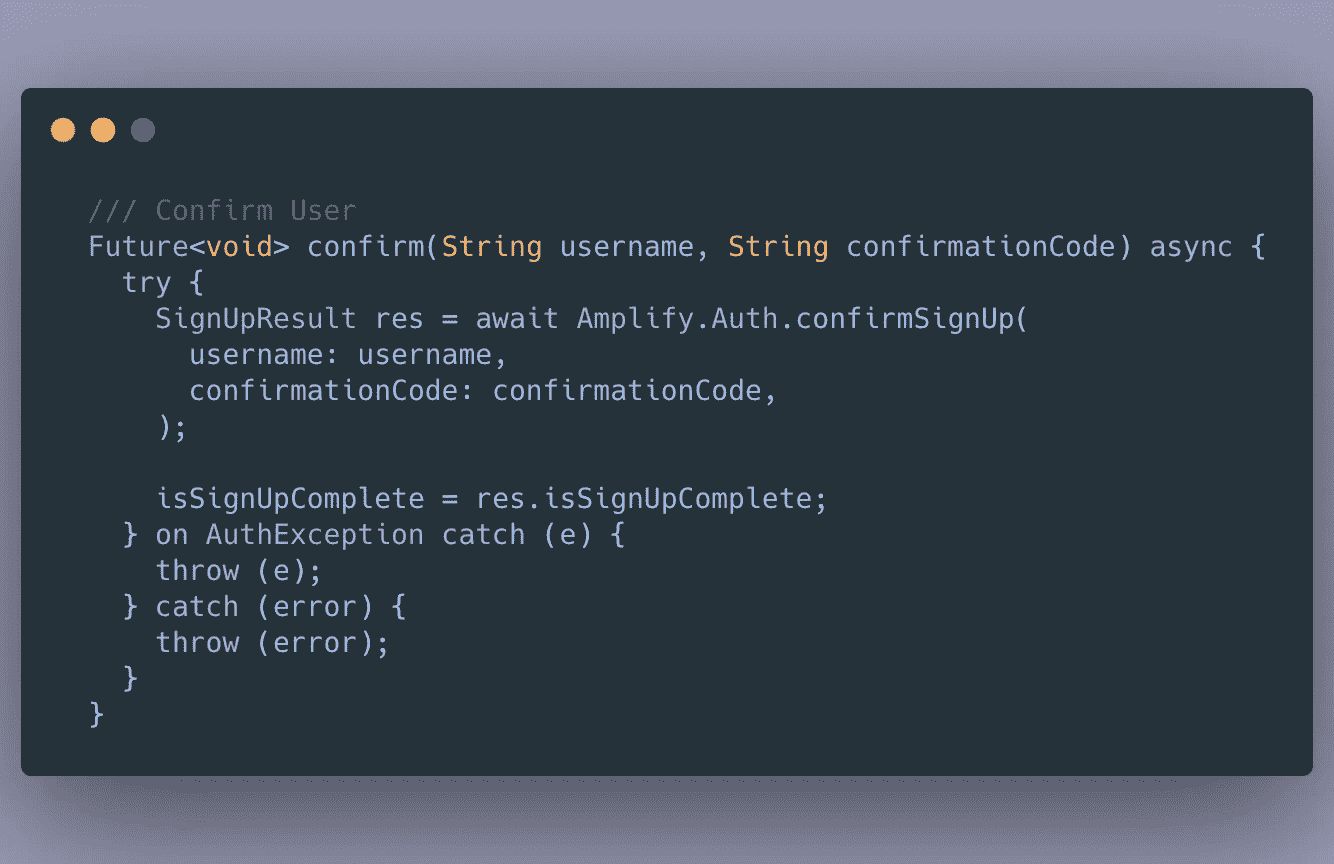 /// Confirm User
Future<void> confirm(String username, String confirmationCode) async {
  try {
    SignUpResult res = await Amplify.Auth.confirmSignUp(
      username: username,
      confirmationCode: confirmationCode,
    );

    isSignUpComplete = res.isSignUpComplete;
  } on AuthException catch (e) {
    throw (e);
  } catch (error) {
    throw (error);
  }
}